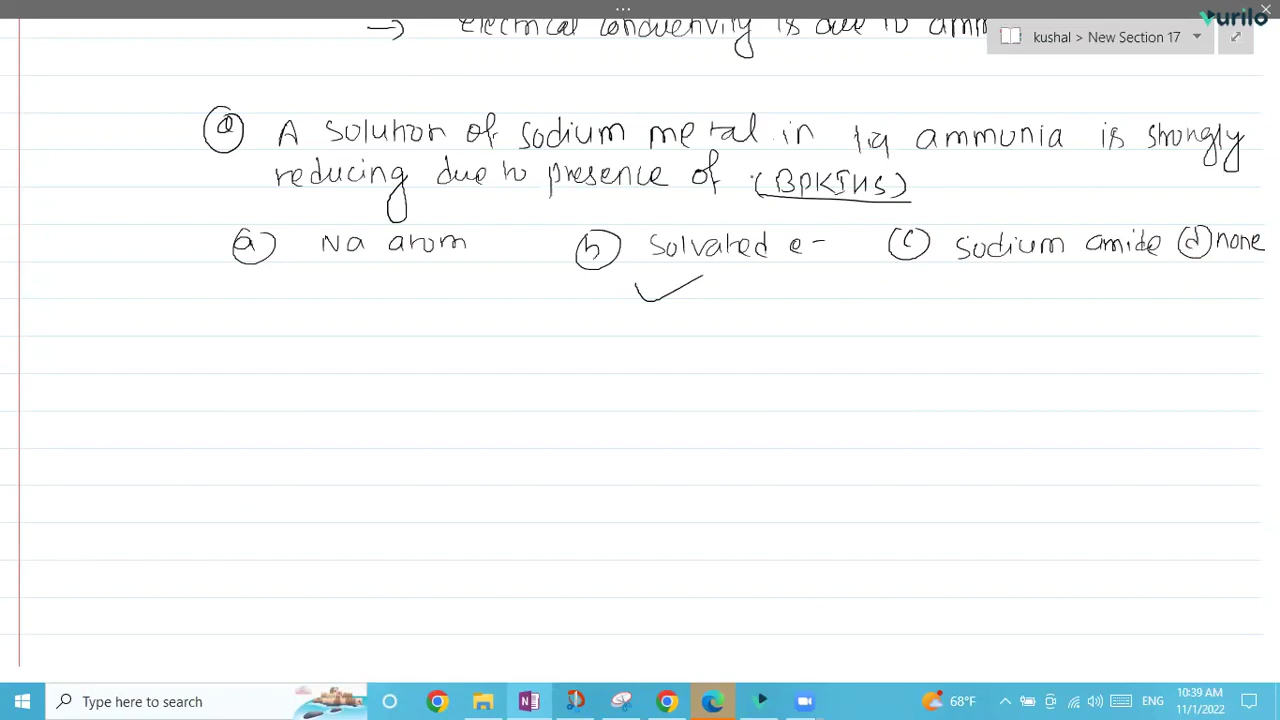 → Electrical conductivity is due to amm
yurilo
kushal > New Section 17
Q A solution of sodium metal in liq ammonia is strongly
reducing due to presence of (BPKIHS)
a) Na atom b) Solvated e- c) sodium amide d) none
Type here to search
68°F
ENG
10:39 AM
11/1/2022